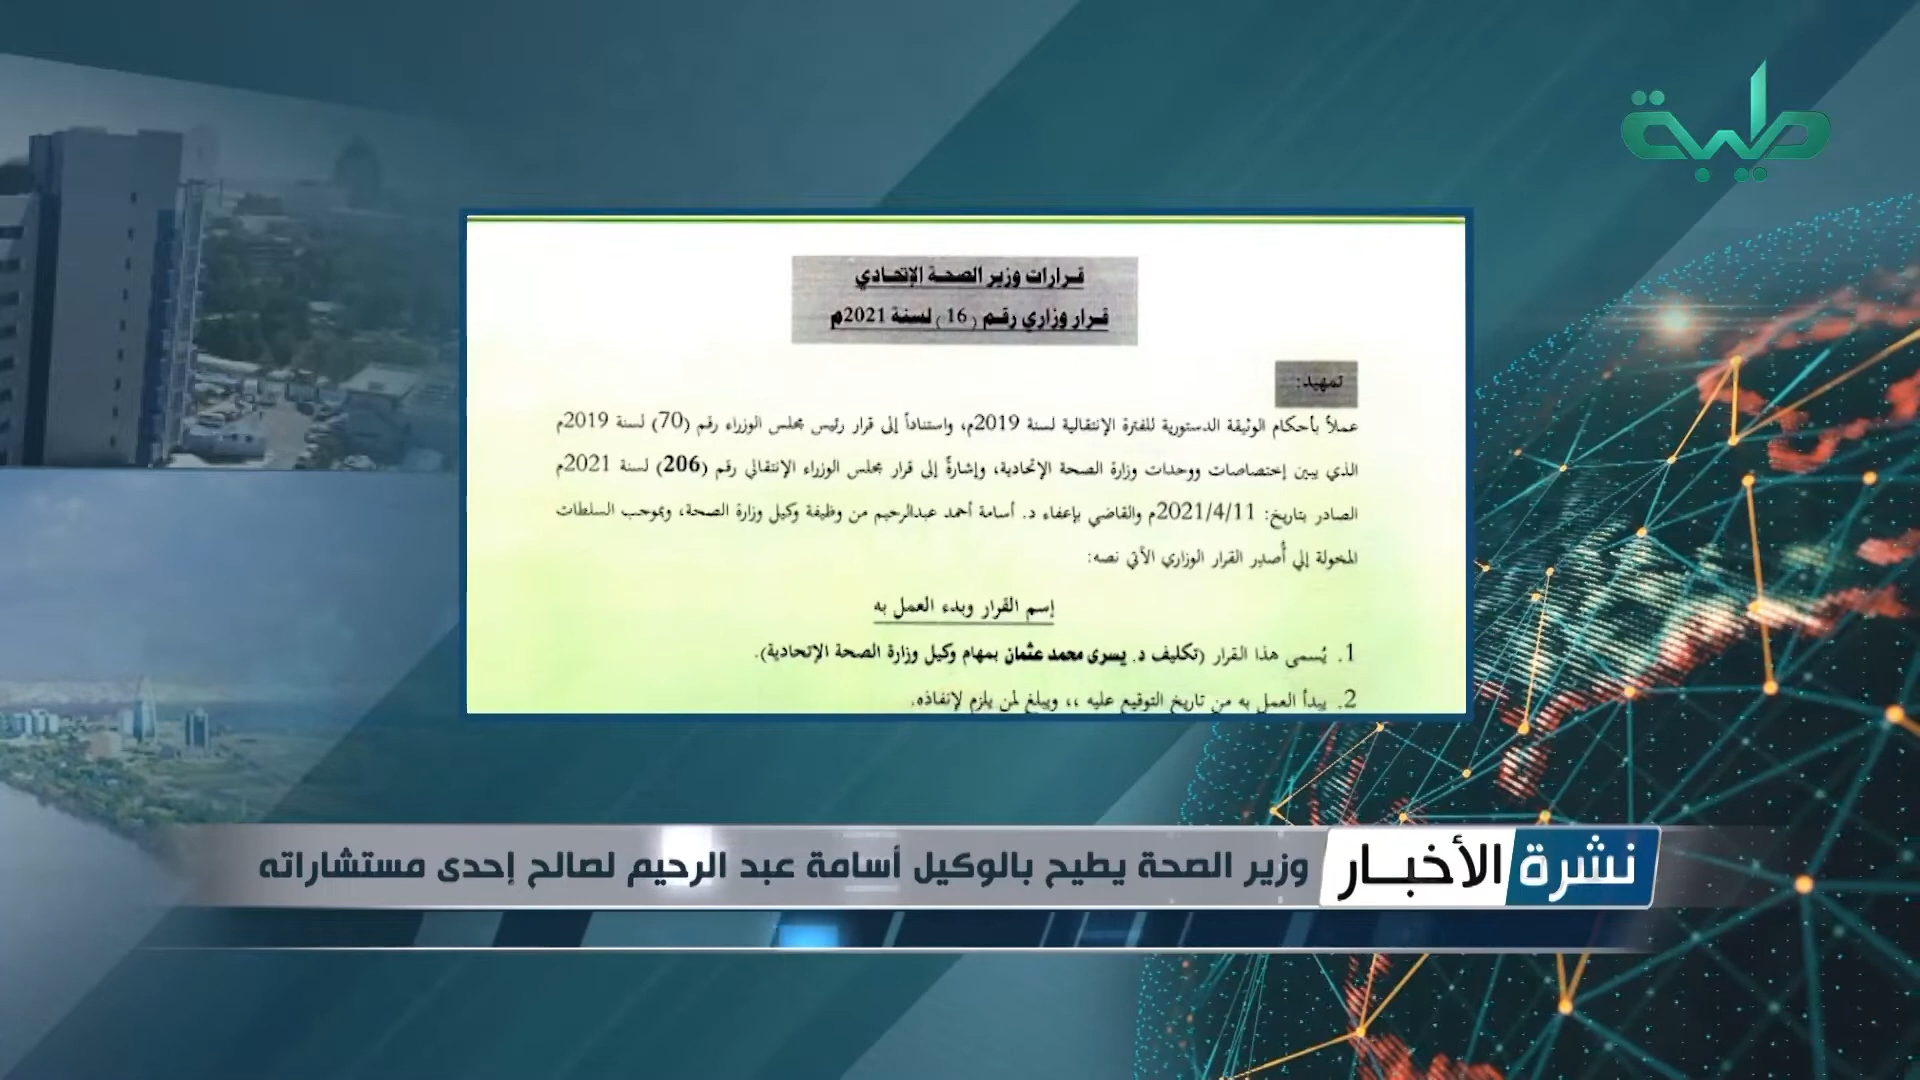 طيبة
قرارات وزير الصحة الإتحادي
قرار وزاري رقم (16) لسنة 2021م
تمهيد:
عملاً بأحكام الوثيقة الدستورية للفترة الإنتقالية لسنة 2019م، واستناداً إلى قرار رئيس مجلس الوزراء رقم (70) لسنة 2019م
الذي يبين إختصاصات ووحدات وزارة الصحة الإتحادية، وإشارةً إلى قرار مجلس الوزراء الإنتقالي رقم (206) لسنة 2021م
الصادر بتاريخ: 2021/4/11م والقاضي بإعفاء د. أسامة أحمد عبدالرحيم من وظيفة وكيل وزارة الصحة، وبموجب السلطات
المخولة إلي أُصدير القرار الوزاري الآتي نصه:
إسم القرار وبدء العمل به
1. يُسمى هذا القرار (تكليف د. يسرى محمد عثمان بمهام وكيل وزارة الصحة الإتحادية).
2. يبدأ العمل به من تاريخ التوقيع عليه ،، ويبلغ لمن يلزم لإنفاذه.
نشرة الأخبار
وزير الصحة يطيح بالوكيل أسامة عبد الرحيم لصالح إحدى مستشاراته